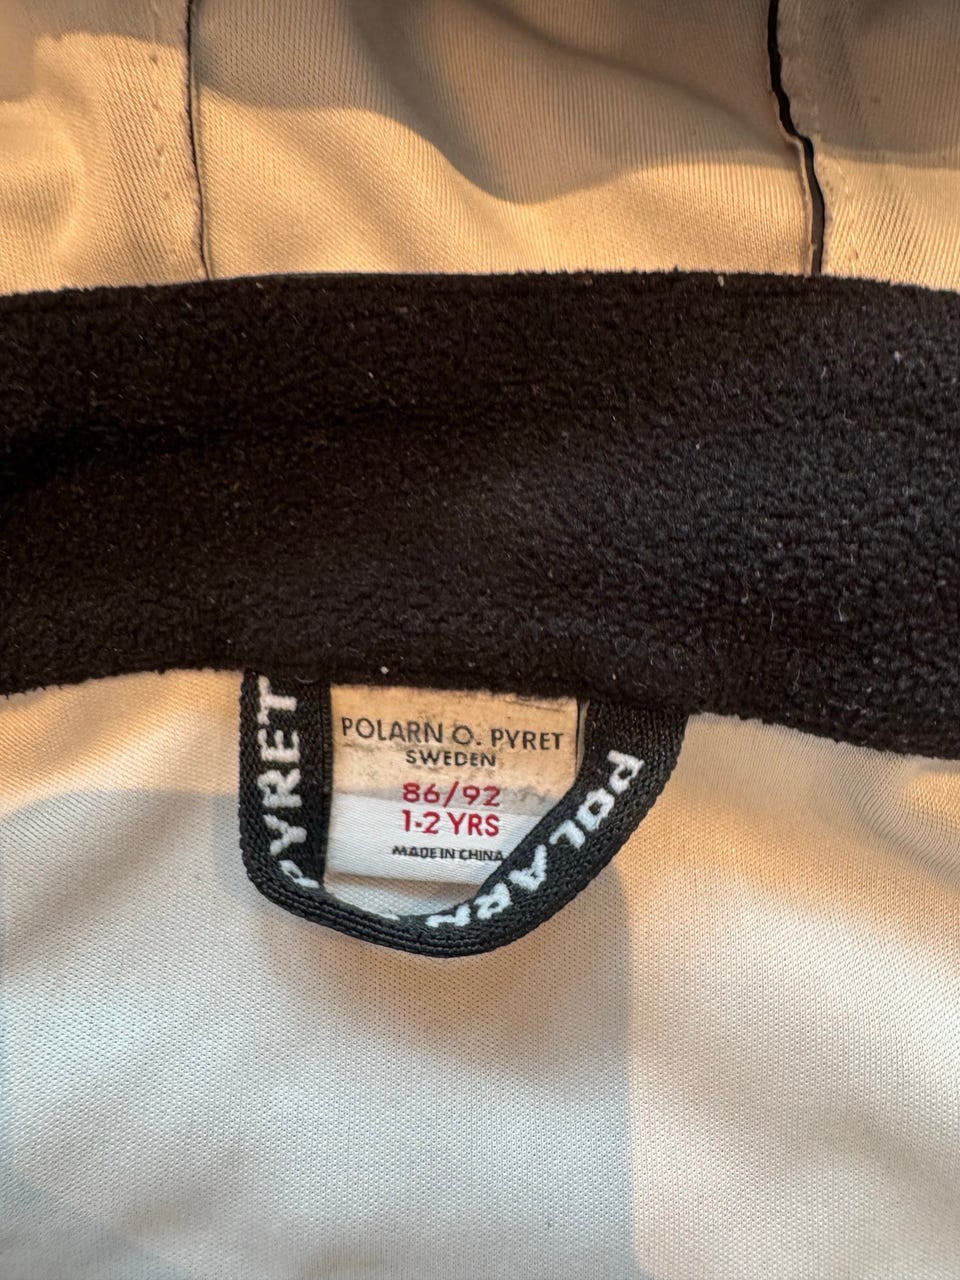 POLARN O. PYRET
SWEDEN
86/92
1-2 YRS
MADE IN CHINA
PYRET
POLARN